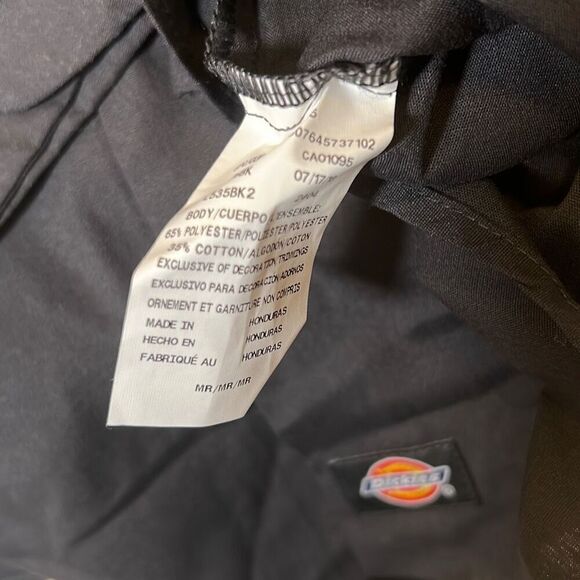 S
07645737102
CA01095
BK 07/17/
1535BK2
BODY/CUERPO/L'ENSEMBLE:
65% POLYESTER/POLIESTER/POLYESTER
35% COTTON/ALGODON/COTON
EXCLUSIVE OF DECORATION TRIMMINGS
EXCLUSIVO PARA DECORACION ADORNOS
ORNEMENT ET GARNITURE NON COMPRIS
MADE IN HONDURAS
HECHO EN HONDURAS
FABRIQUÉ AU HONDURAS
MR/MR/MR
Dickies